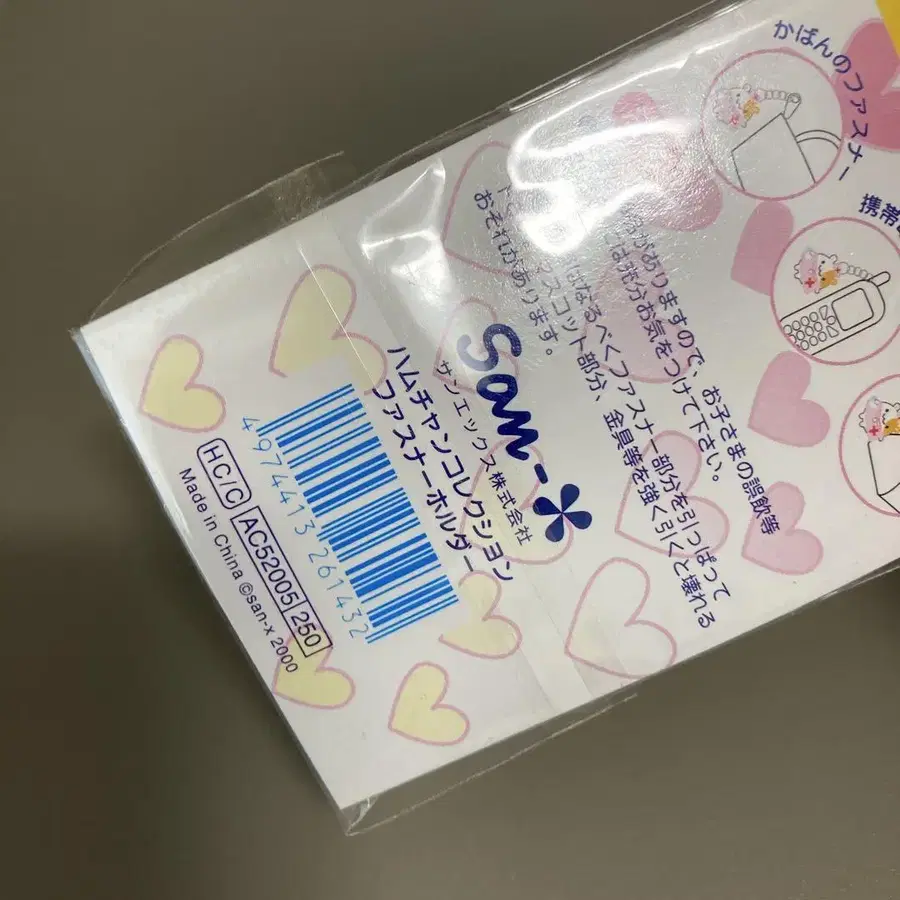 かばんのファスナー
携帯
がありますので、お子さまの誤飲等
には充分お気をつけて下さい。
はなるべくファスナー部分を引っぱって
マスコット部分、金具等を強く引くと壊れる
おそれがあります。
San-x
サンエックス株式会社
ハムチャンコレクション
ファスナーホルダー
4974413 261432
HC/C AC52005 250
Made in China ©san-x 2000